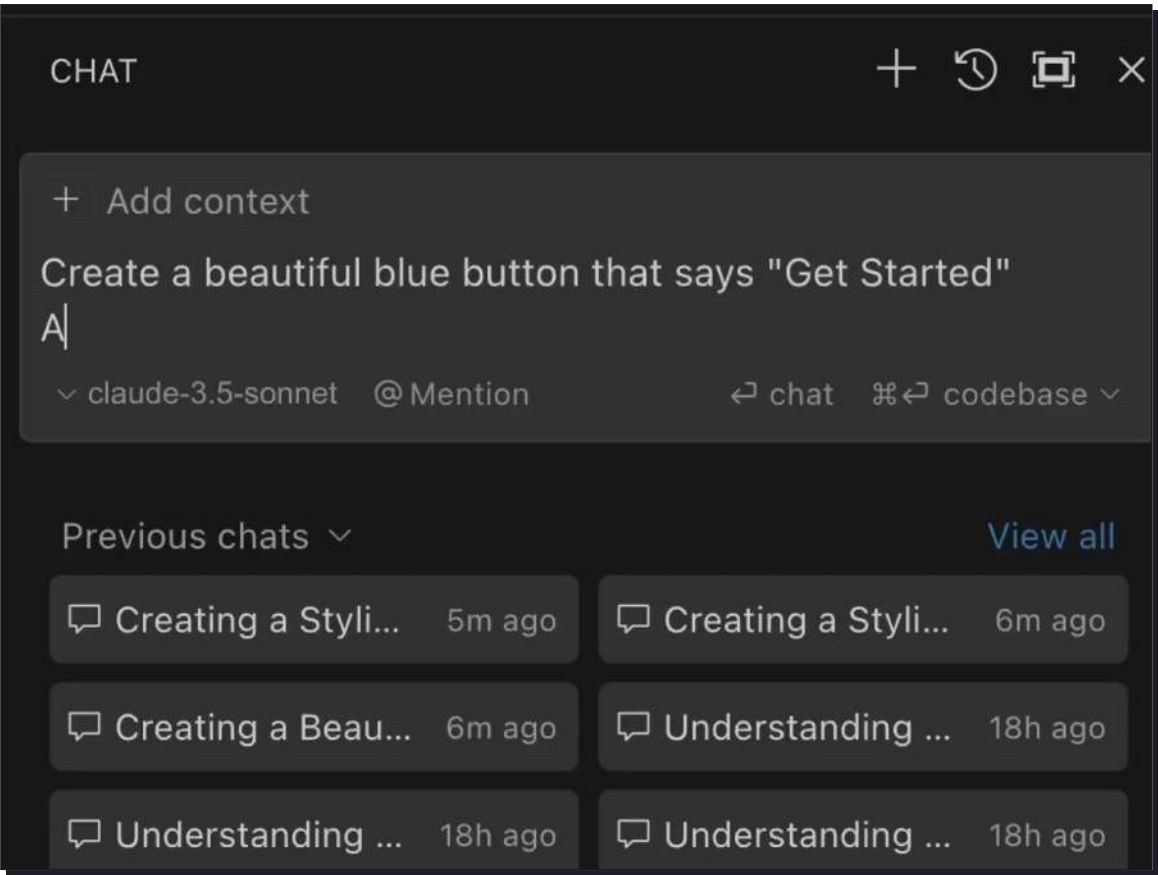 CHAT
Add context
Create a beautiful blue button that says "Get Started"
A
claude-3.5-sonnet @ Mention chat ⌘ codebase
Previous chats View all
Creating a Styli... 5m ago Creating a Styli... 6m ago
Creating a Beau... 6m ago Understanding ... 18h ago
Understanding ... 18h ago Understanding ... 18h ago